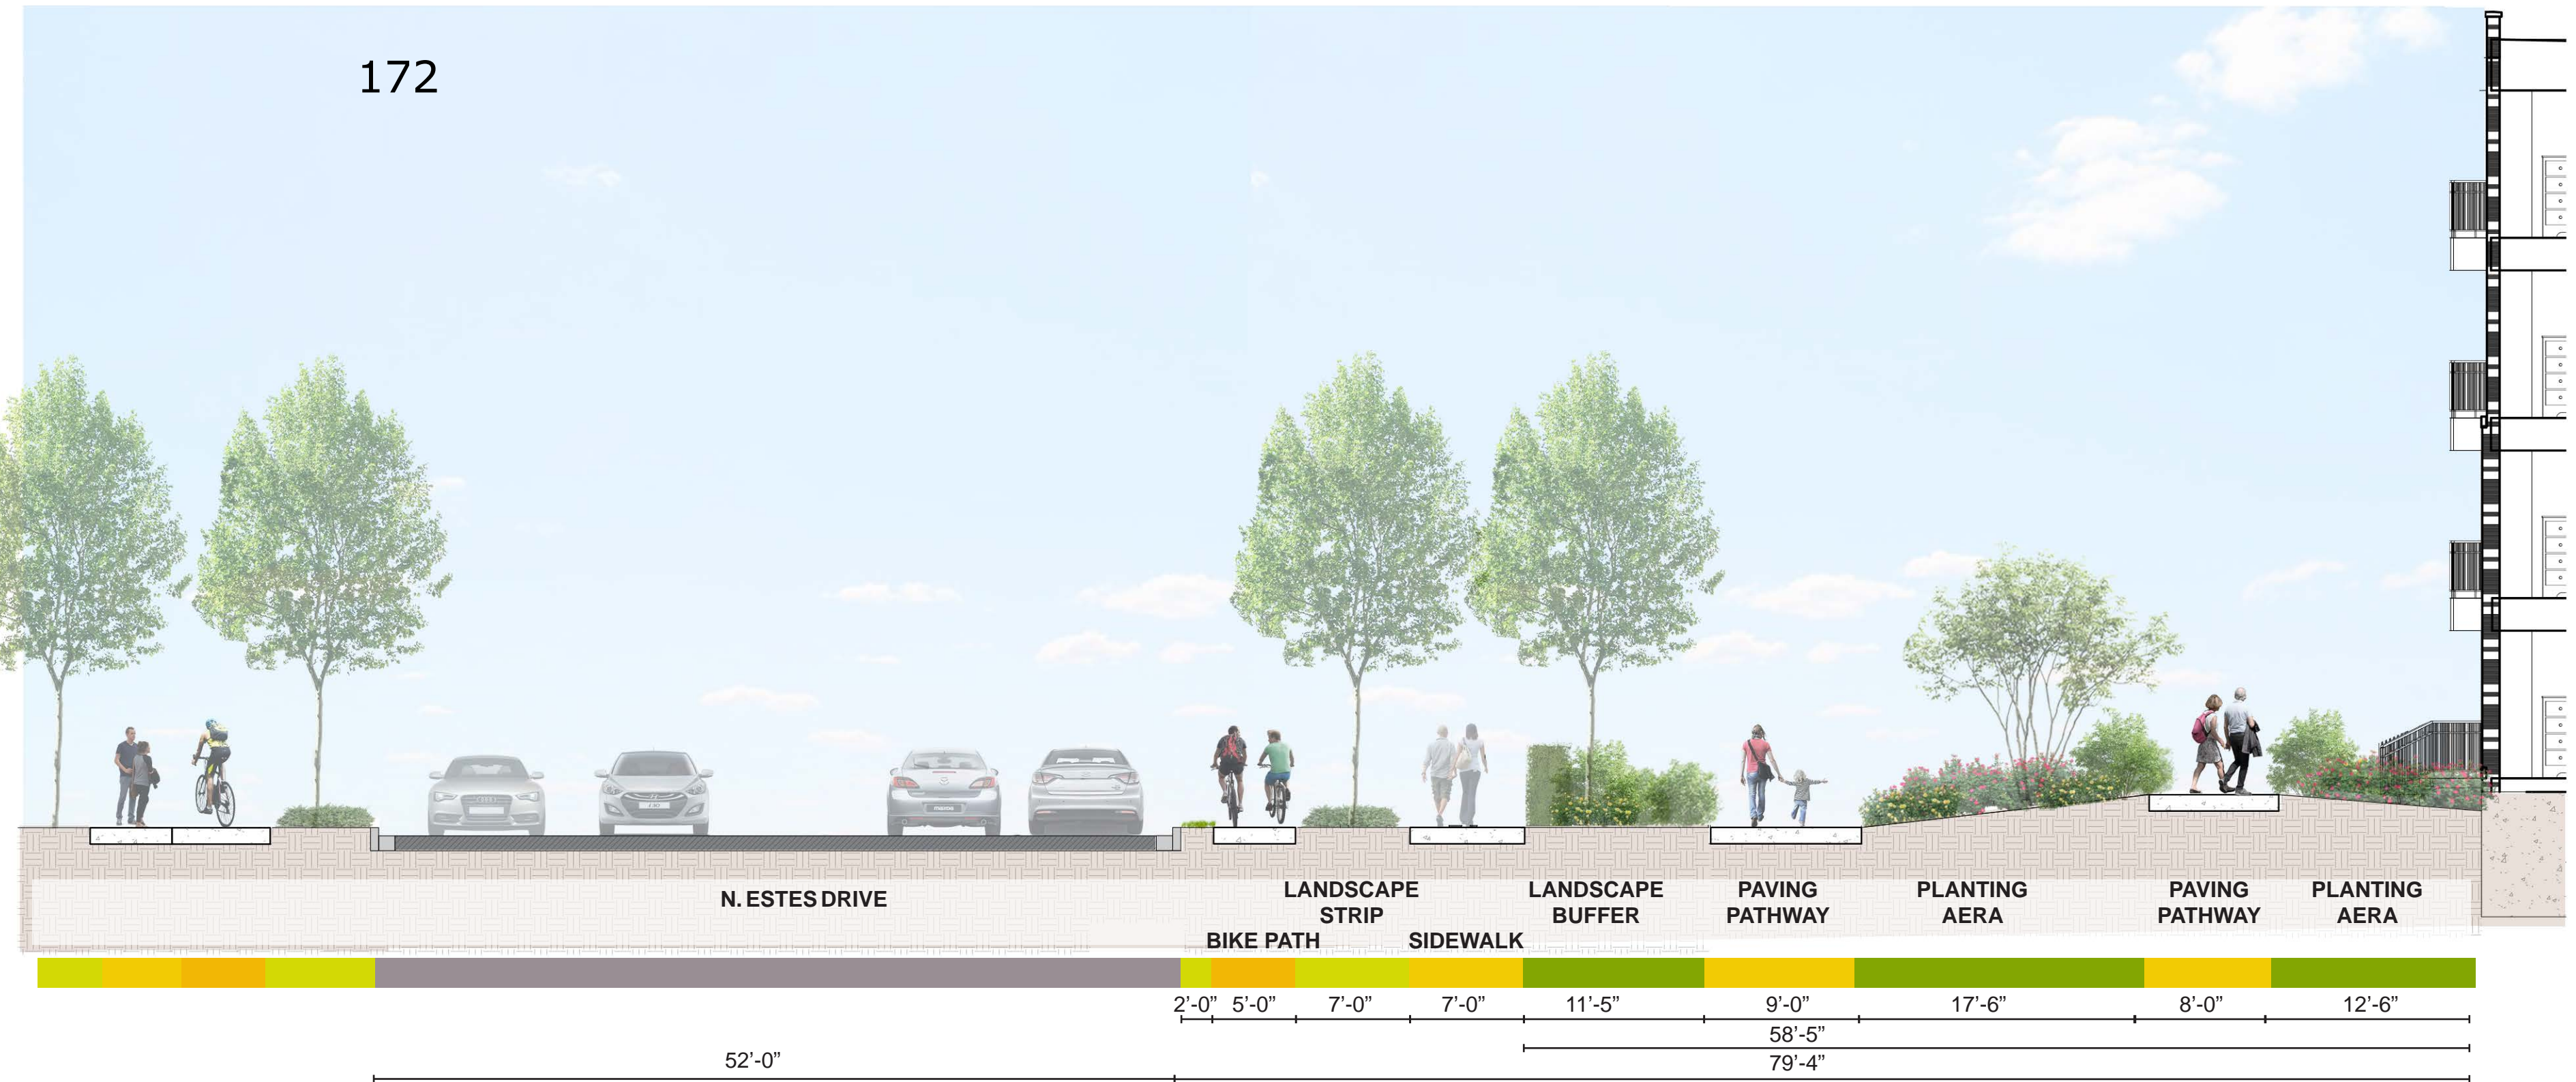 172
N. ESTES DRIVE
LANDSCAPE
STRIP
LANDSCAPE
BUFFER
PAVING
PATHWAY
PLANTING
AERA
PAVING
PATHWAY
PLANTING
AERA
BIKE PATH
SIDEWALK
2’-0” 5’-0” 7’-0” 7’-0” 11’-5” 9’-0” 17’-6” 8’-0” 12’-6”
58’-5”
52’-0”
79’-4”